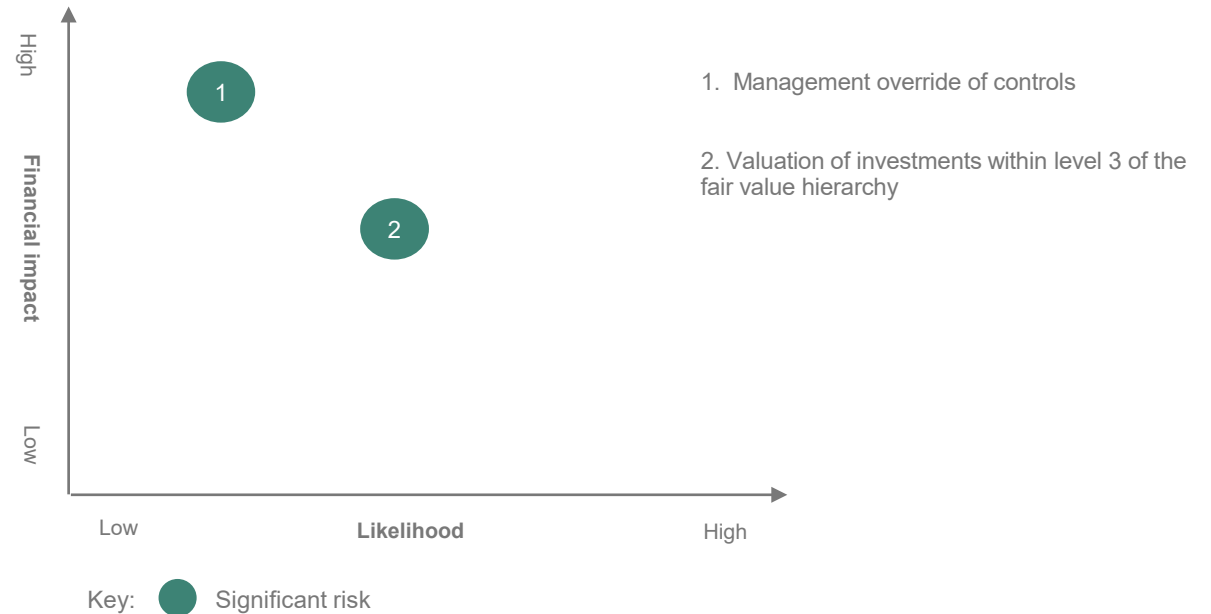 High
1
1. Management override of controls
2. Valuation of investments within level 3 of the
fair value hierarchy
Financial impact
2
Low
Low
Likelihood
High
Key:
Significant risk